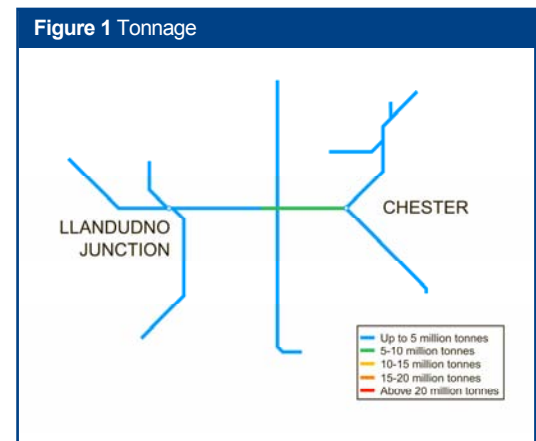 Figure 1 Tonnage
CHESTER
LLANDUDNO
JUNCTION
Up to 5 million tonnes
5-10 million tonnes
10-15 million tonnes
15-20 million tonnes
Above 20 million tonnes